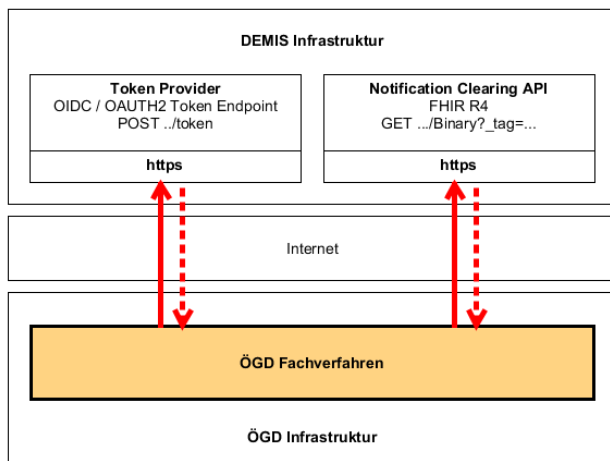 DEMIS Infrastruktur
Token Provider
OIDC / OAUTH2 Token Endpoint
POST ../token
https
Notification Clearing API
FHIR R4
GET .../Binary?_tag=...
https
Internet
ÖGD Fachverfahren
ÖGD Infrastruktur